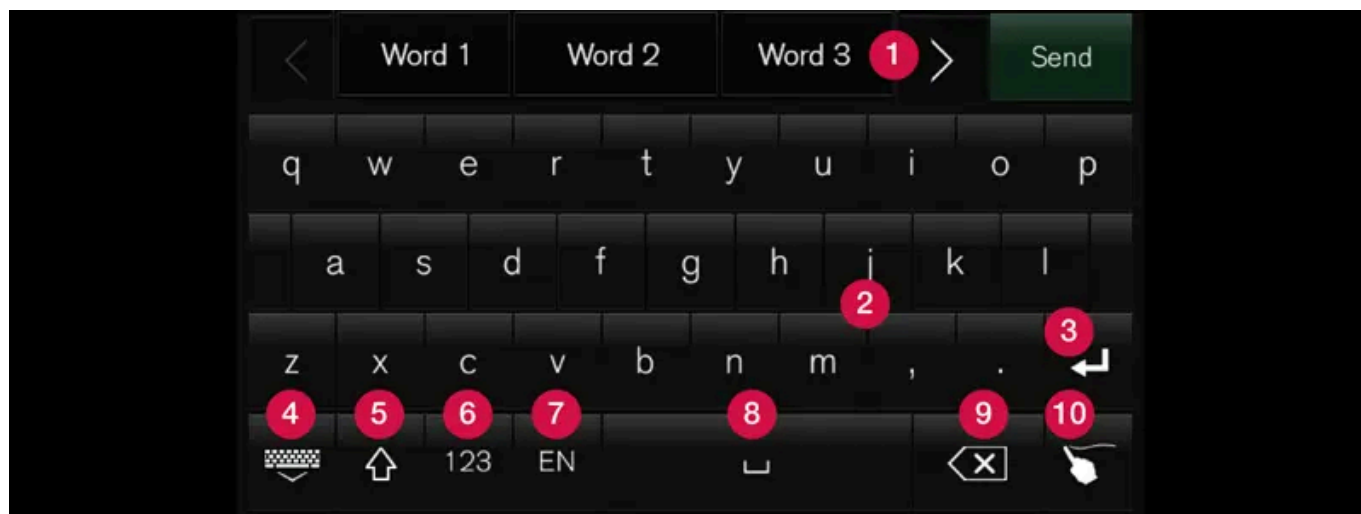 Word 1 Word 2 Word 3 1 Send
q w e r t y u i o p
a s d f g h j k l
2
3
z x c v b n m , .
4 5 6 7 8 9 10
123 EN